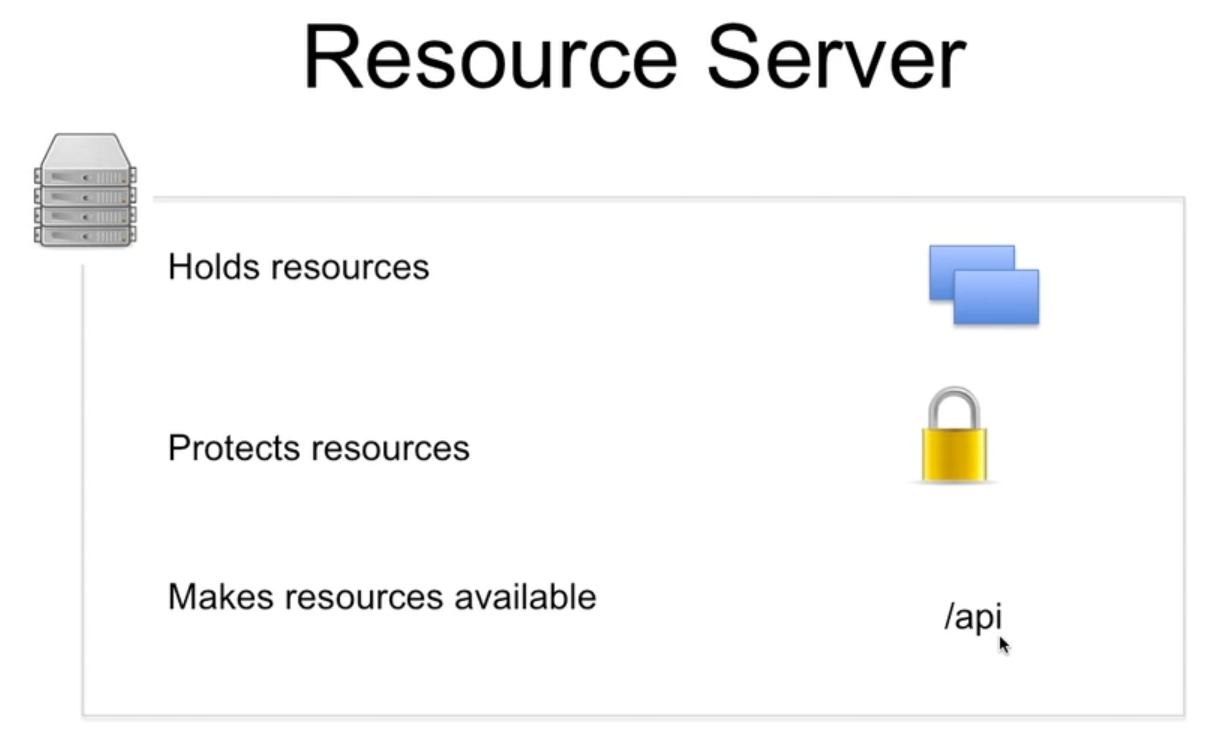 Resource Server
Holds resources
Protects resources
Makes resources available
/api